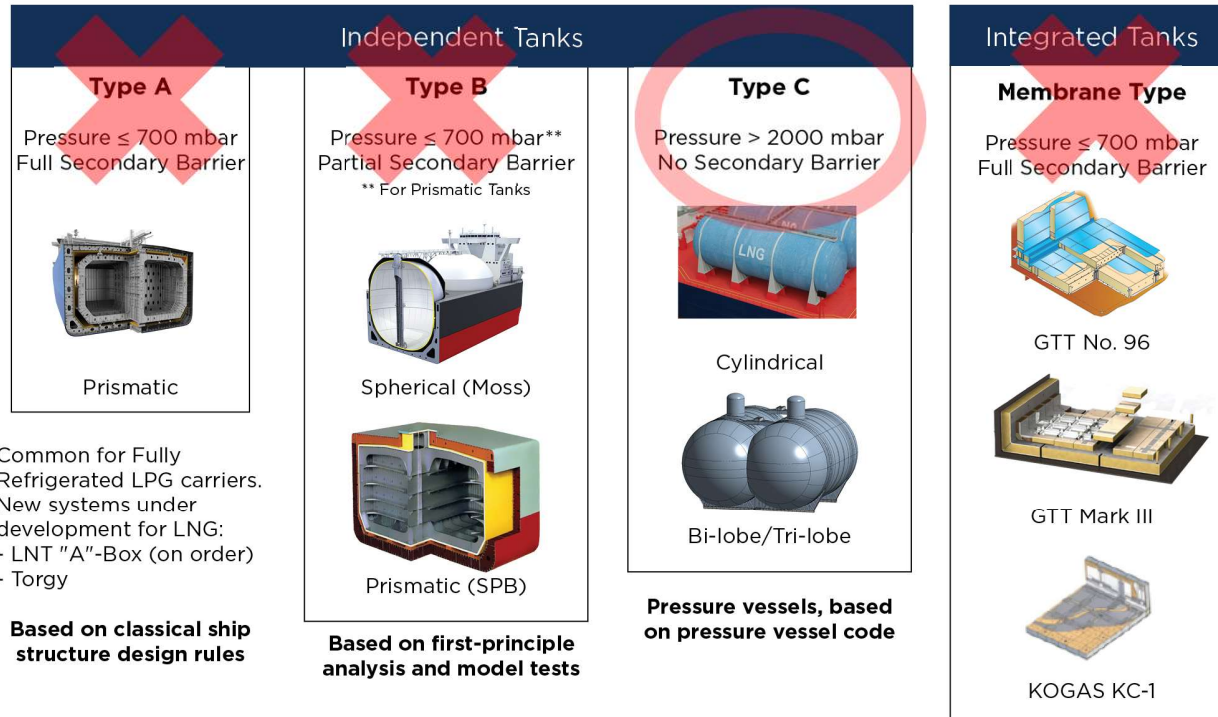 Independent Tanks
Type A
Pressure ≤ 700 mbar
Full Secondary Barrier
Prismatic
Common for Fully
Refrigerated LPG carriers.
New systems under
development for LNG:
- LNT "A"-Box (on order)
- Torgy
Based on classical ship
structure design rules
Type B
Pressure ≤ 700 mbar**
Partial Secondary Barrier
** For Prismatic Tanks
Spherical (Moss)
Prismatic (SPB)
Based on first-principle
analysis and model tests
Type C
Pressure > 2000 mbar
No Secondary Barrier
LNG
Cylindrical
Bi-lobe/Tri-lobe
Pressure vessels, based
on pressure vessel code
Integrated Tanks
Membrane Type
Pressure ≤ 700 mbar
Full Secondary Barrier
GTT No. 96
GTT Mark III
KOGAS KC-1